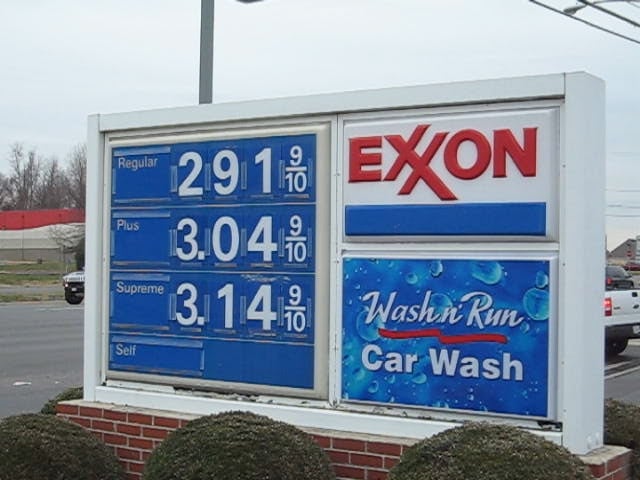 Regular 2.91 9/10
Plus 3.04 9/10
Supreme 3.14 9/10
Self
EXXON
Wash n' Run
Car Wash